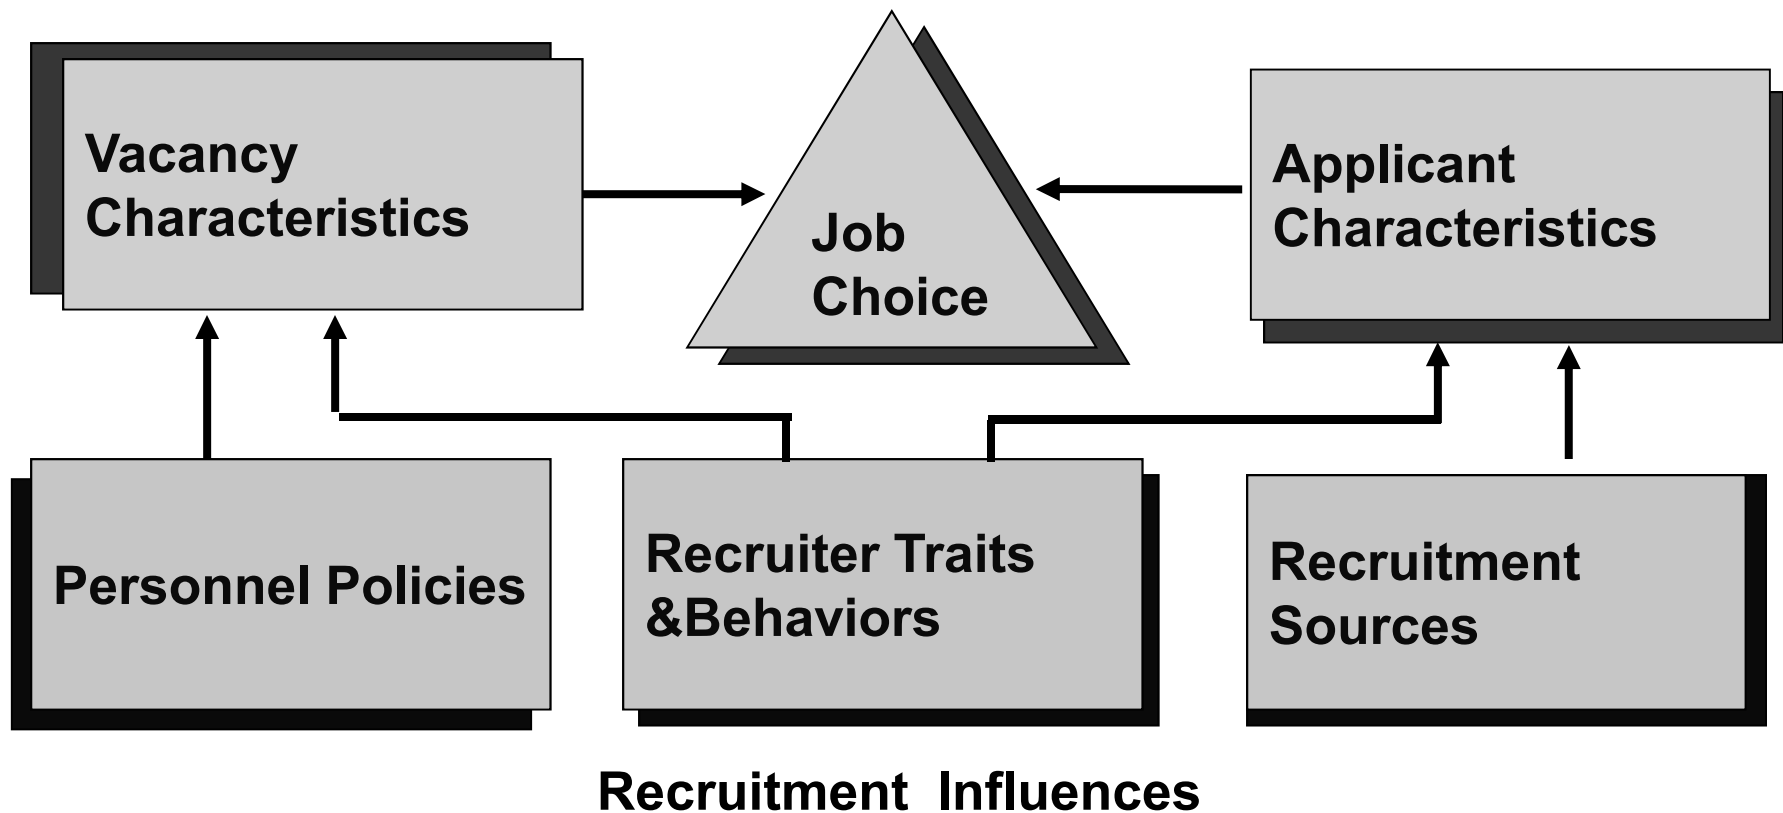 Vacancy
Characteristics
Job
Choice
Applicant
Characteristics
Personnel Policies
Recruiter Traits
&Behaviors
Recruitment
Sources
Recruitment Influences